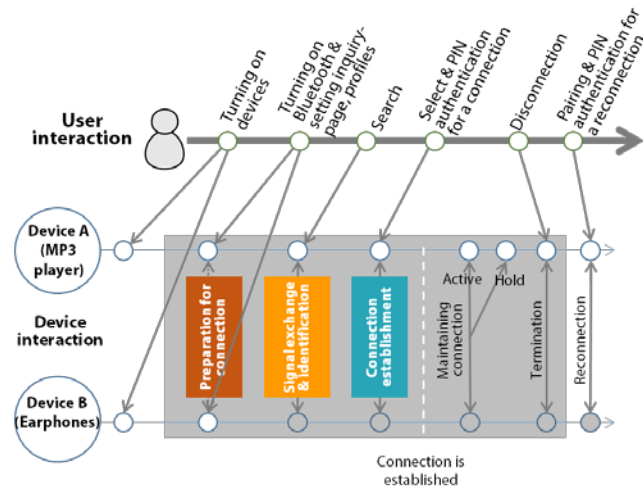 Turning on
devices
Turning on
Bluetooth &
setting inquiry-
page, profiles
Search
Select & PIN
authentication
for a connection
Disconnection
Pairing & PIN
authentication for
a reconnection
User
interaction
Device A
(MP3
player)
Active
Hold
Device
interaction
Preparation for
connection
Signal exchange
& identification
Connection
establishment
Maintaining
connection
Termination
Reconnection
Device B
(Earphones)
Connection is
established